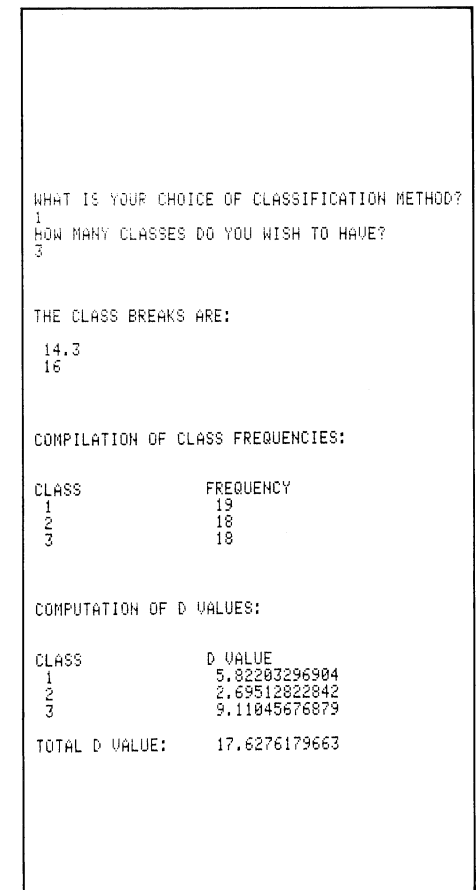 WHAT IS YOUR CHOICE OF CLASSIFICATION METHOD?
1
HOW MANY CLASSES DO YOU WISH TO HAVE?
3
THE CLASS BREAKS ARE:
14.3
16
COMPILATION OF CLASS FREQUENCIES:
CLASS FREQUENCY
1 19
2 18
3 18
COMPUTATION OF D VALUES:
CLASS D VALUE
1 5.82203296904
2 2.69512822842
3 9.11045676879
TOTAL D VALUE: 17.6276179663